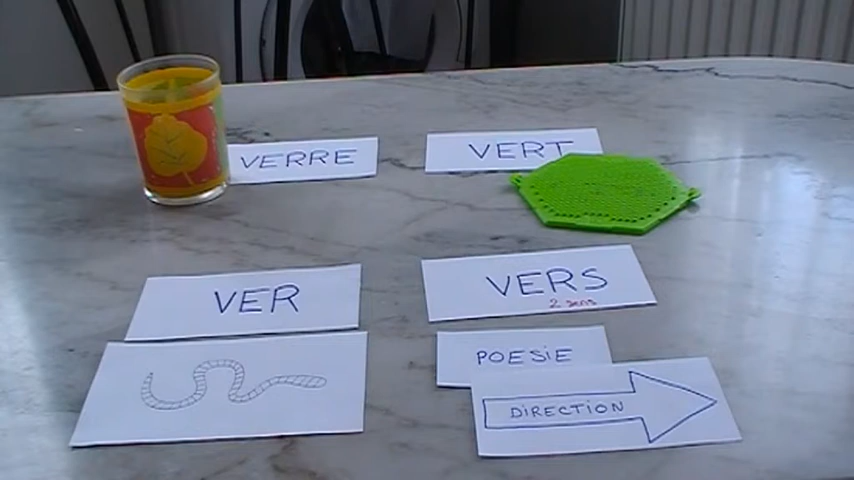 VERRE
VERT
VER
VERS
2 sens
POESIE
DIRECTION